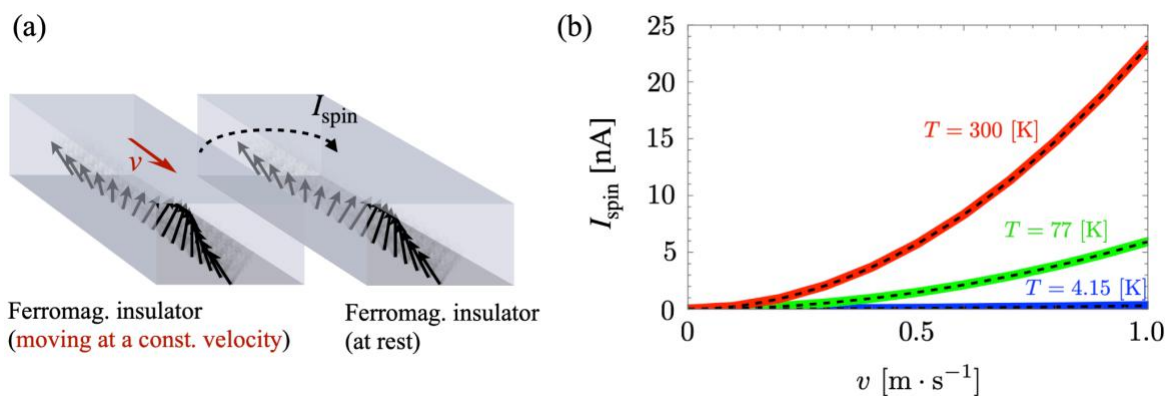 (a)
I_spin
v
Ferromag. insulator
(moving at a const. velocity)
Ferromag. insulator
(at rest)
(b)
I_spin [nA]
25
20
15
10
5
0
T = 300 [K]
T = 77 [K]
T = 4.15 [K]
0
0.5
1.0
v [m · s⁻¹]